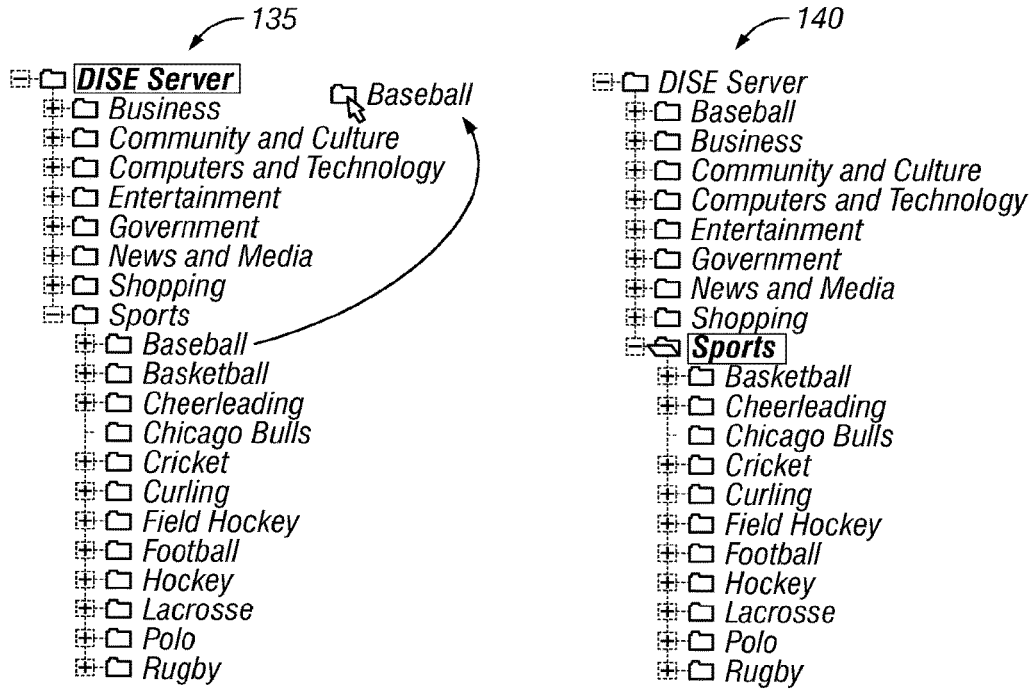 135
DISE Server
Baseball
Business
Community and Culture
Computers and Technology
Entertainment
Government
News and Media
Shopping
Sports
Baseball
Basketball
Cheerleading
Chicago Bulls
Cricket
Curling
Field Hockey
Football
Hockey
Lacrosse
Polo
Rugby
140
DISE Server
Baseball
Business
Community and Culture
Computers and Technology
Entertainment
Government
News and Media
Shopping
Sports
Basketball
Cheerleading
Chicago Bulls
Cricket
Curling
Field Hockey
Football
Hockey
Lacrosse
Polo
Rugby